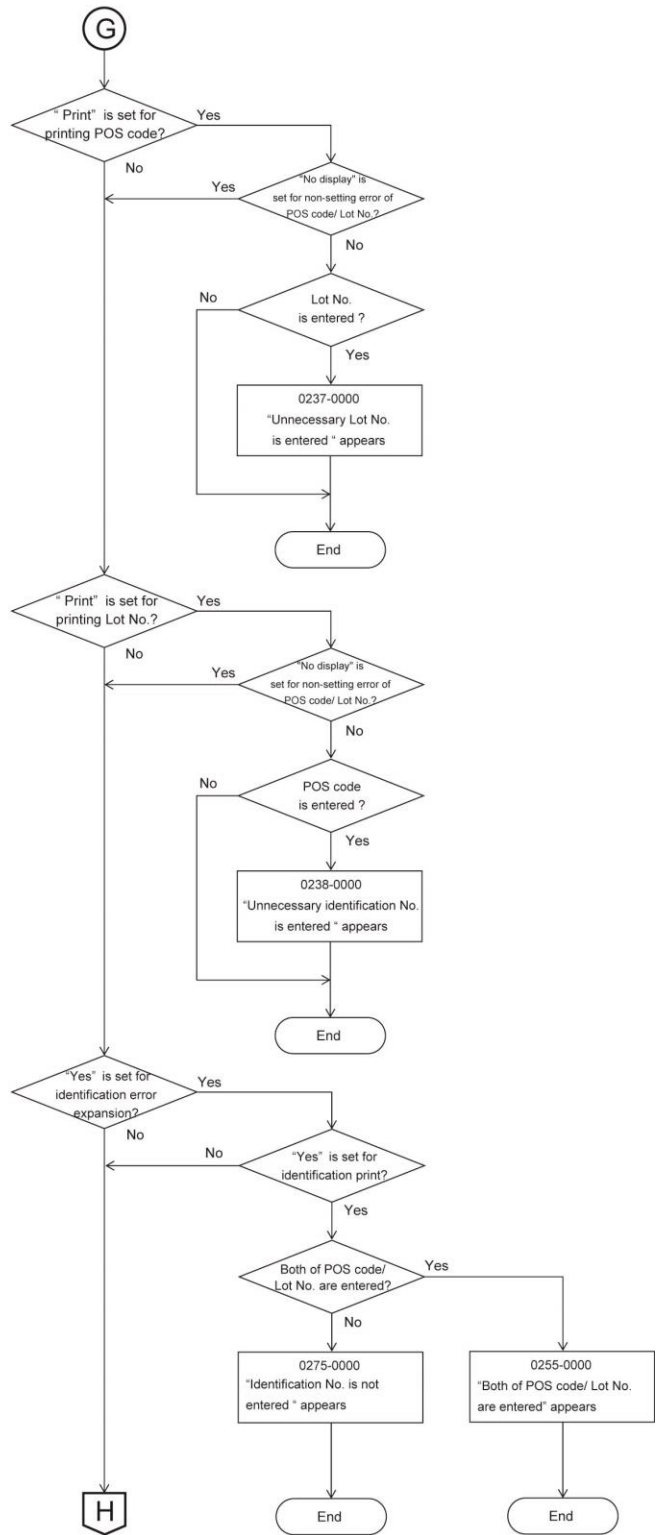 G
“ Print” is set for
printing POS code?
Yes
No
"No display" is
set for non-setting error of
POS code/ Lot No.?
Yes
No
Lot No.
is entered ?
No
Yes
0237-0000
“Unnecessary Lot No.
is entered “ appears
End
“ Print” is set for
printing Lot No.?
Yes
No
"No display" is
set for non-setting error of
POS code/ Lot No.?
Yes
No
POS code
is entered ?
No
Yes
0238-0000
“Unnecessary identification No.
is entered “ appears
End
“Yes” is set for
identification error
expansion?
Yes
No
“Yes” is set for
identification print?
No
Yes
Both of POS code/
Lot No. are entered?
Yes
No
0275-0000
“Identification No. is not
entered “ appears
0255-0000
“Both of POS code/ Lot No.
are entered” appears
H
End
End